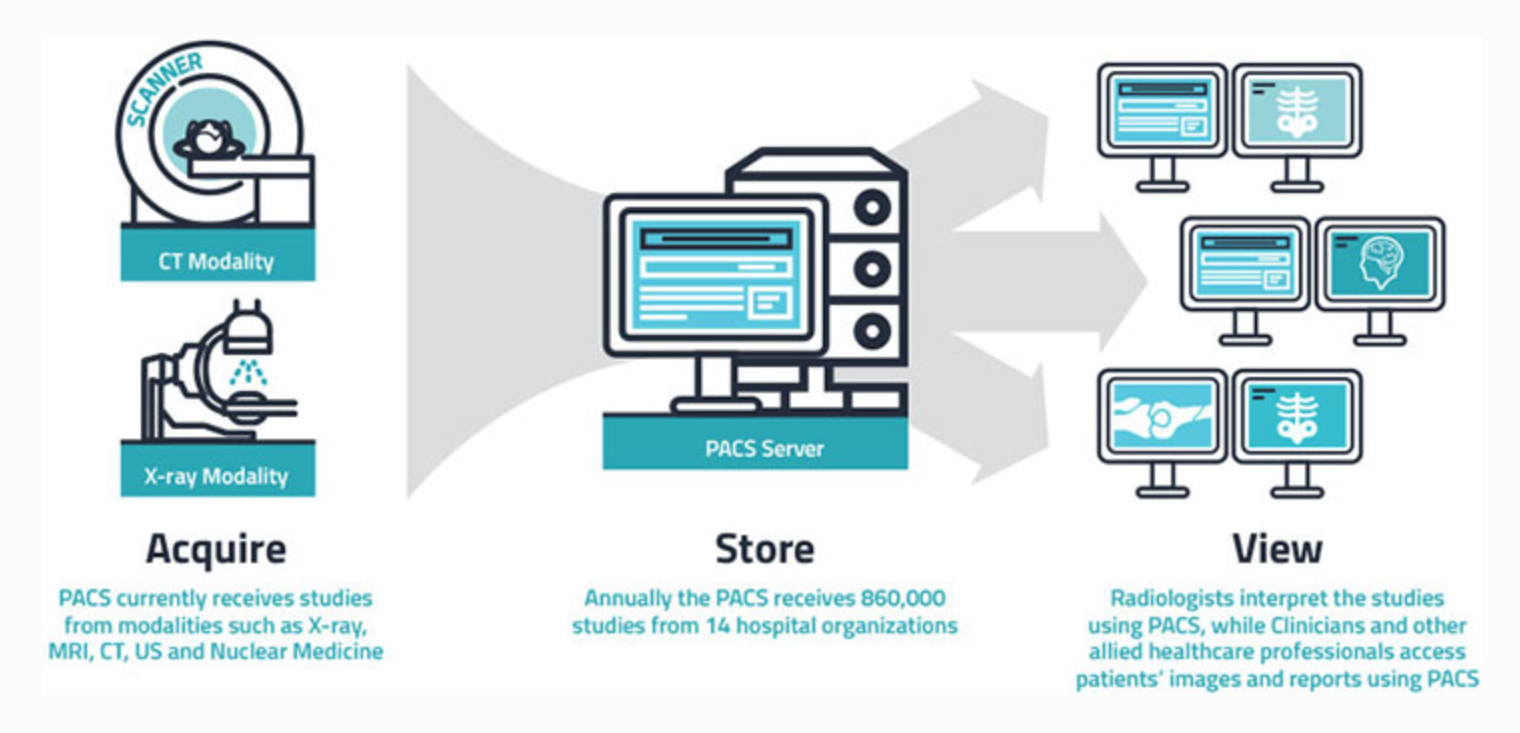 SCANNER
CT Modality
X-ray Modality
PACS Server
Acquire
PACS currently receives studies
from modalities such as X-ray,
MRI, CT, US and Nuclear Medicine
Store
Annually the PACS receives 860,000
studies from 14 hospital organizations
View
Radiologists interpret the studies
using PACS, while Clinicians and other
allied healthcare professionals access
patients’ images and reports using PACS